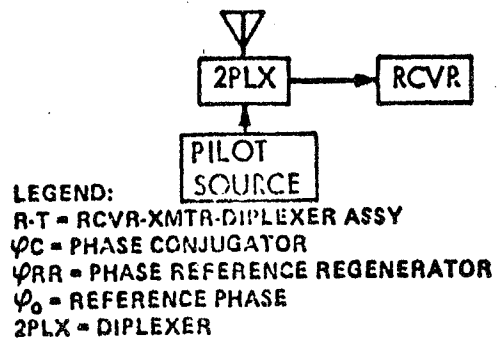 2PLX
RCVR
PILOT
SOURCE
LEGEND:
R-T = RCVR-XMTR-DIPLEXER ASSY
φC = PHASE CONJUGATOR
φRR = PHASE REFERENCE REGENERATOR
φ₀ = REFERENCE PHASE
2PLX = DIPLEXER